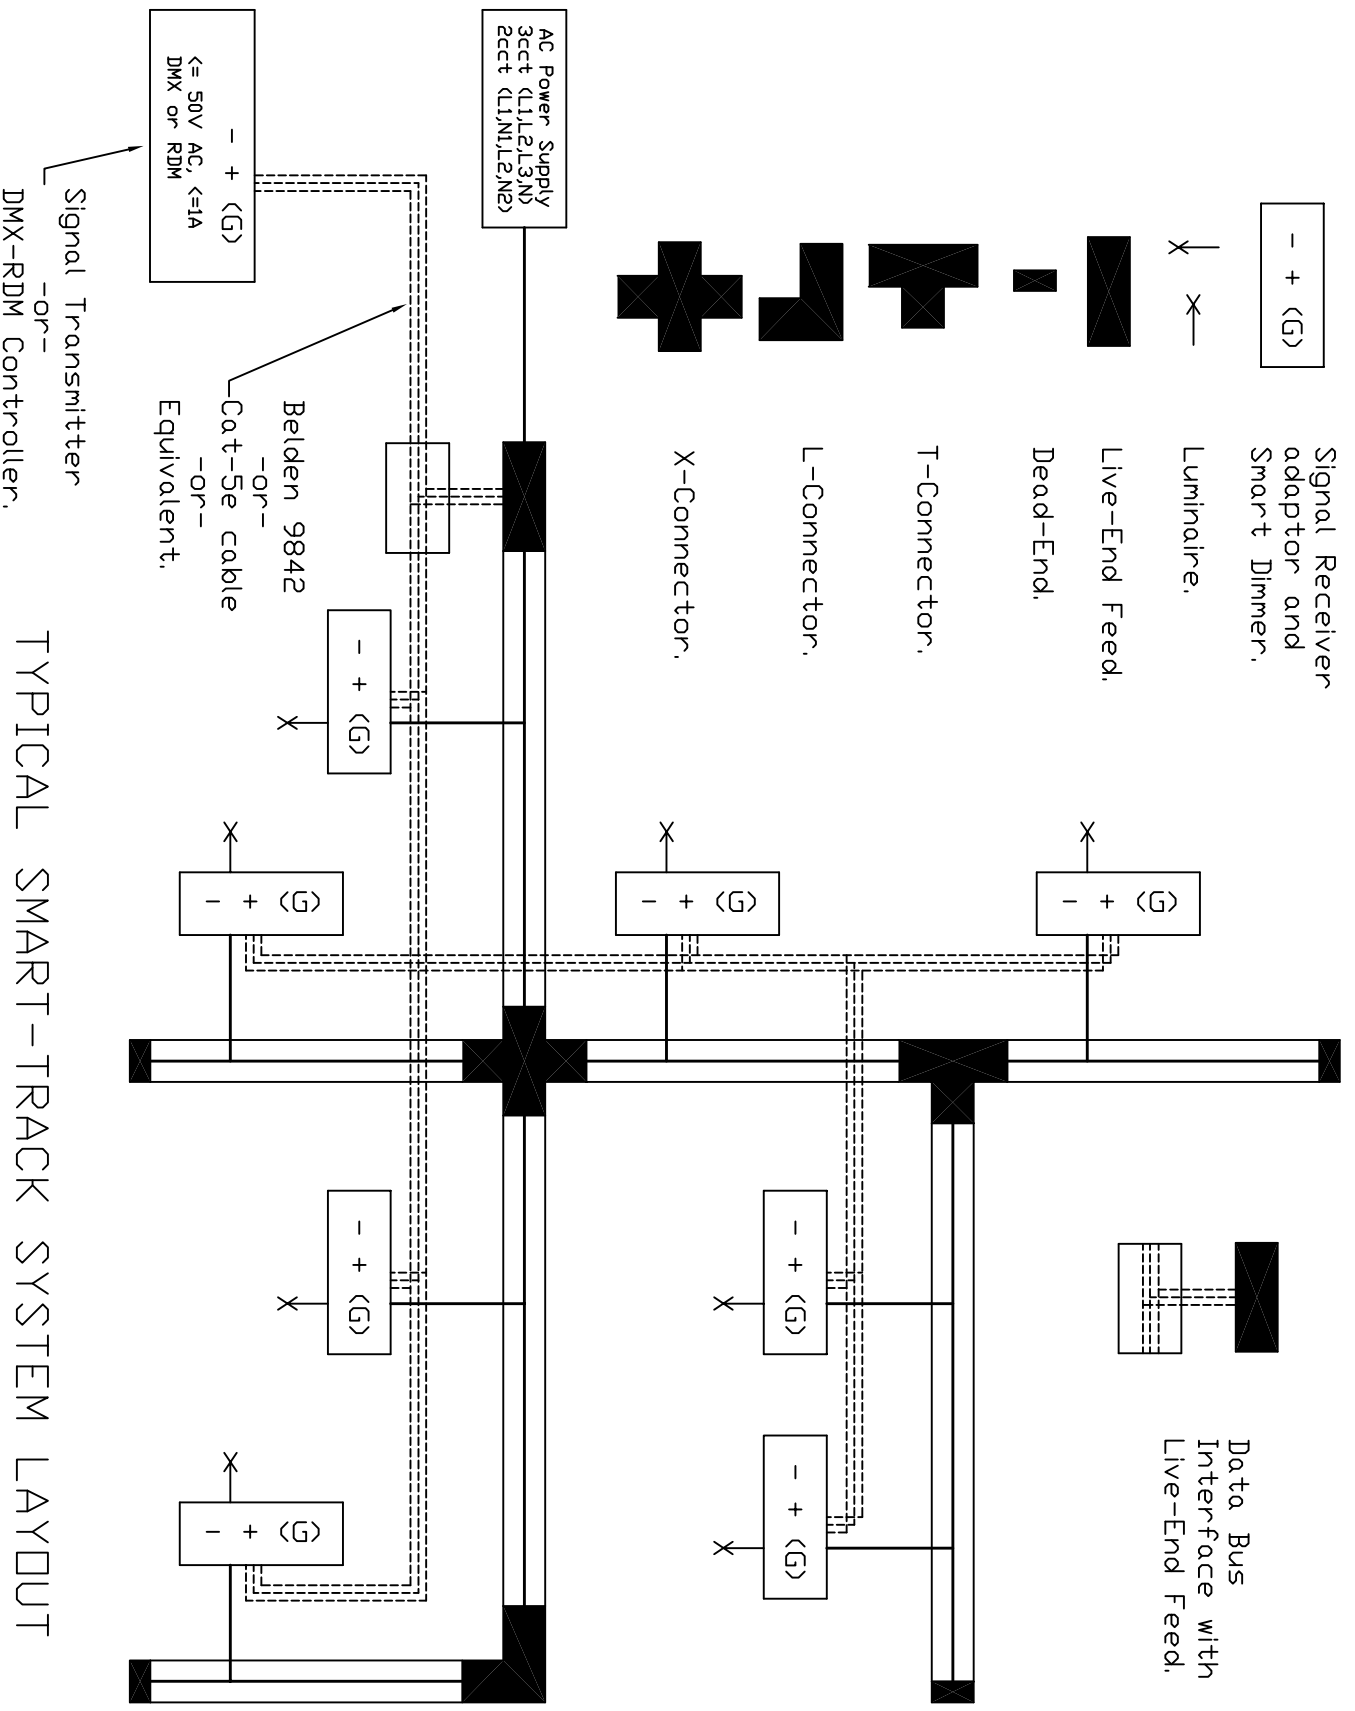 - + (G)
Signal Receiver
adaptor and
Smart Dimmer.
Luminaire.
Live-End Feed.
Dead-End.
T-Connector.
L-Connector.
X-Connector.
Data Bus
Interface with
Live-End Feed.
AC Power Supply
3cct (L1,L2,L3,N)
2cct (L1,N1,L2,N2)
- + (G)
- + (G)
- + (G)
- + (G)
- + (G)
- + (G)
- + (G)
- + (G)
- + (G)
<= 50V AC, <=1A
DMX or RDM
Belden 9842
-or-
Cat-5e cable
-or-
Equivalent.
Signal Transmitter
-or-
DMX-RDM Controller.
TYPICAL SMART-TRACK SYSTEM LAYOUT